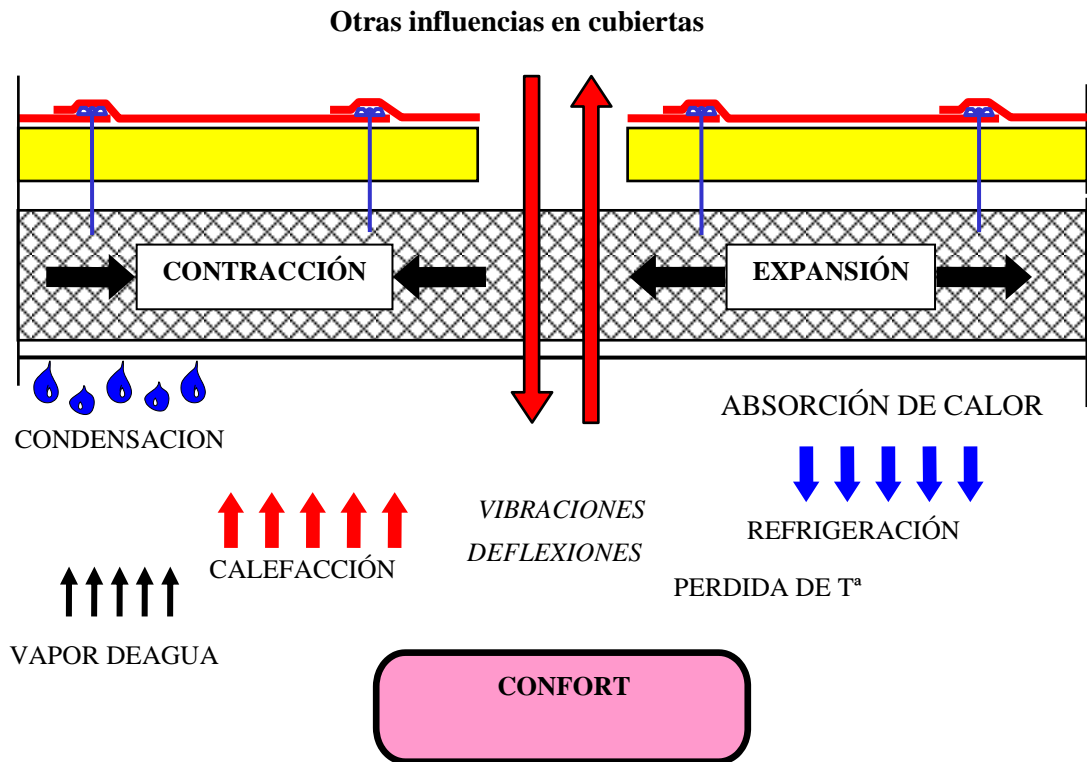 Otras influencias en cubiertas
CONTRACCIÓN
EXPANSIÓN
CONDENSACION
ABSORCIÓN DE CALOR
VIBRACIONES
DEFLEXIONES
REFRIGERACIÓN
CALEFACCIÓN
PERDIDA DE Tª
VAPOR DEAGUA
CONFORT